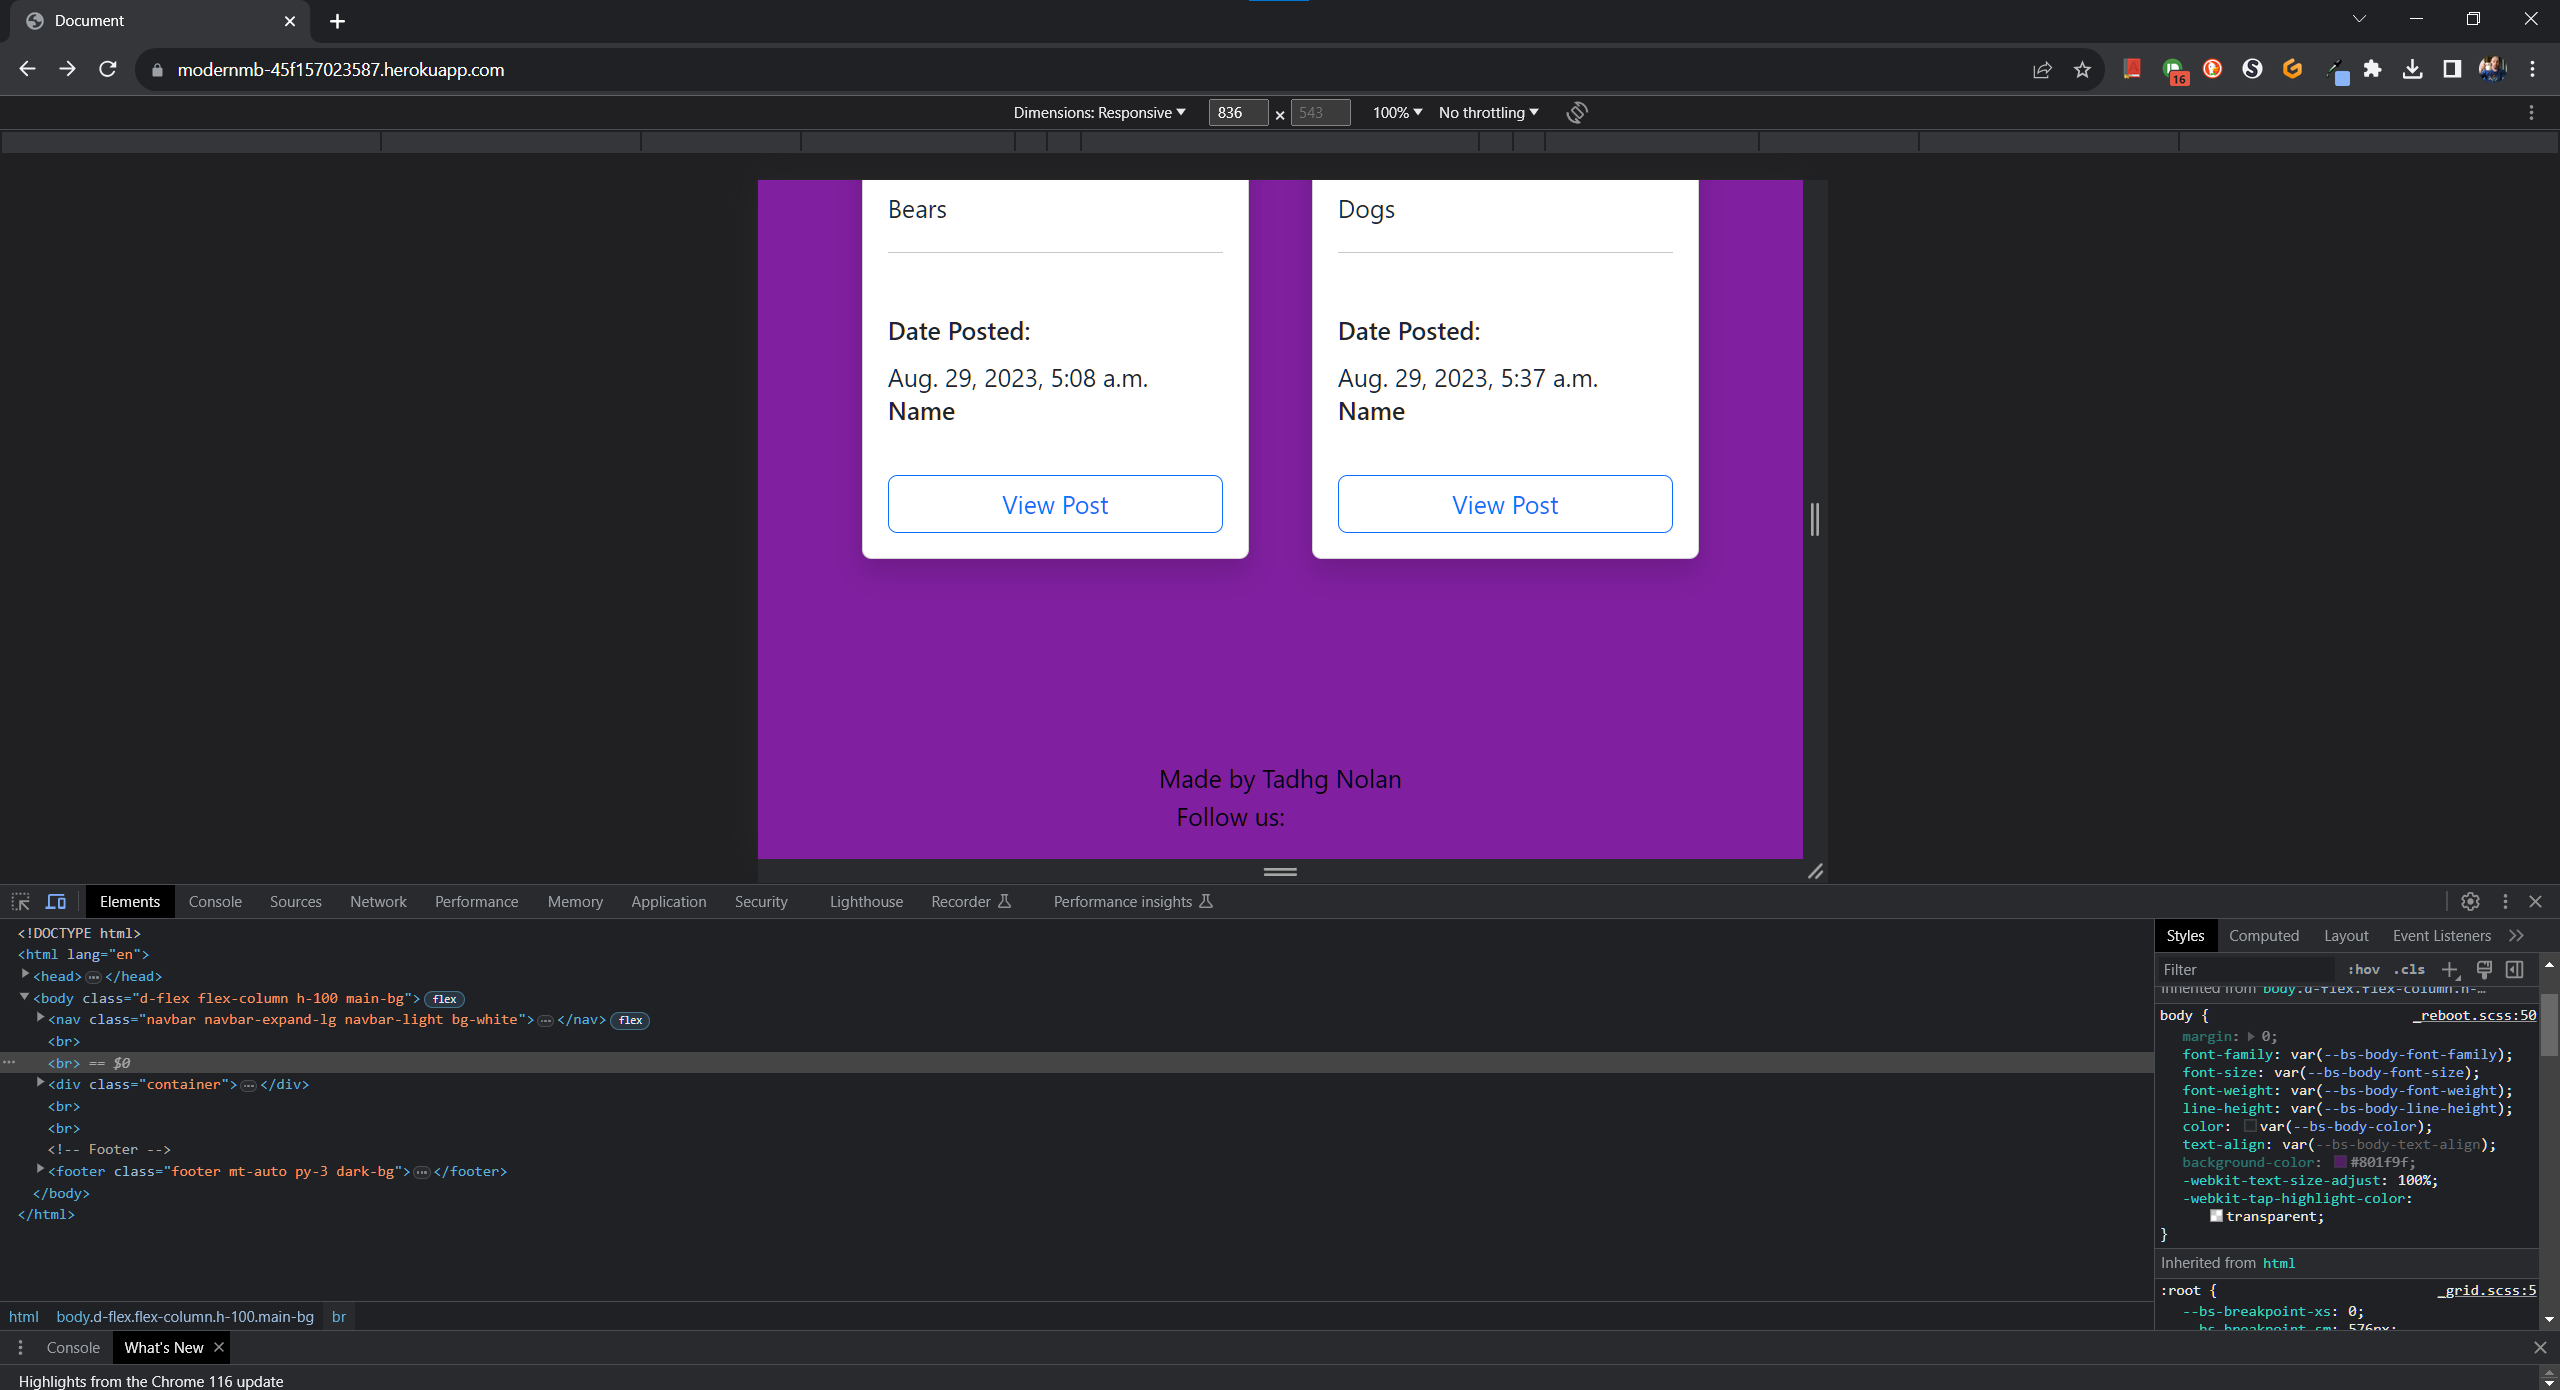 Document
modernmb-45f157023587.herokuapp.com
16
Dimensions: Responsive 836 × 543 100% No throttling
Bears Dogs
Date Posted: Date Posted:
Aug. 29, 2023, 5:08 a.m. Aug. 29, 2023, 5:37 a.m.
Name Name
View Post View Post
Made by Tadhg Nolan
Follow us:
Elements Console Sources Network Performance Memory Application Security Lighthouse Recorder Performance insights
<!DOCTYPE html>
<html lang="en">
<head> ··· </head>
<body class="d-flex flex-column h-100 main-bg"> flex
<nav class="navbar navbar-expand-lg navbar-light bg-white"> ··· </nav> flex
<br>
··· <br> == $0
<div class="container"> ··· </div>
<br>
<br>
<!-- Footer -->
<footer class="footer mt-auto py-3 dark-bg"> ··· </footer>
</body>
</html>
html body.d-flex.flex-column.h-100.main-bg br
Styles Computed Layout Event Listeners
Filter :hov .cls
Inherited from body.d-flex.flex-column.h-…
body { _reboot.scss:50
margin: 0;
font-family: var(--bs-body-font-family);
font-size: var(--bs-body-font-size);
font-weight: var(--bs-body-font-weight);
line-height: var(--bs-body-line-height);
color: var(--bs-body-color);
text-align: var(--bs-body-text-align);
background-color: #801f9f;
-webkit-text-size-adjust: 100%;
-webkit-tap-highlight-color:
transparent;
}
Inherited from html
:root { _grid.scss:5
--bs-breakpoint-xs: 0;
--bs-breakpoint-sm: 576px;
Console What's New
Highlights from the Chrome 116 update